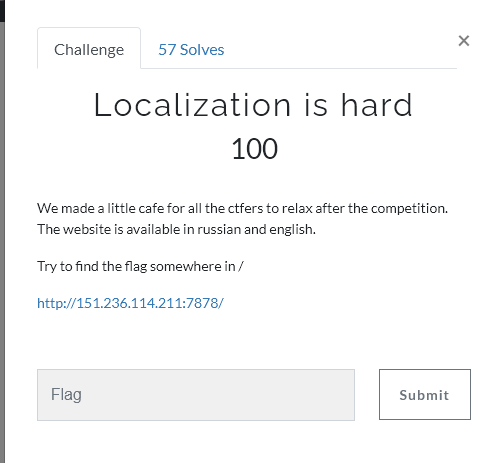 Challenge
57 Solves
×
Localization is hard
100
We made a little cafe for all the ctfers to relax after the competition.
The website is available in russian and english.
Try to find the flag somewhere in /
http://151.236.114.211:7878/
Flag
Submit